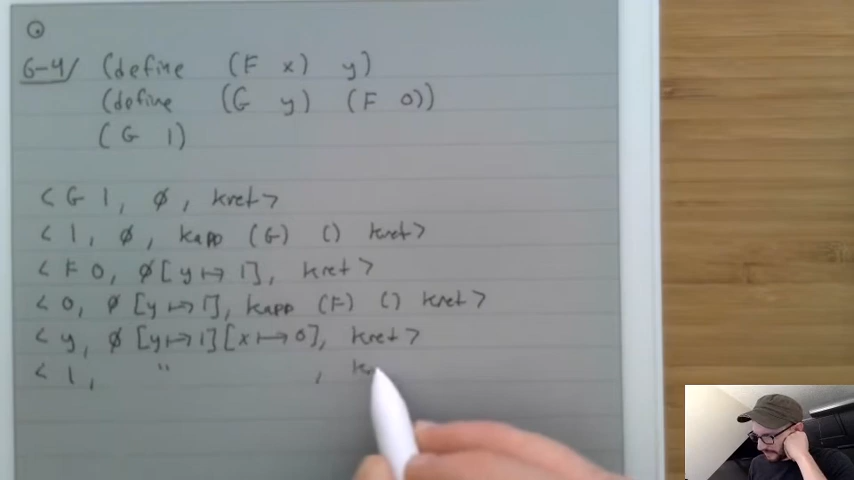 G-4/ (define (F x) y)
(define (G y) (F 0))
(G 1)
< G 1, ∅, kret>
< 1, ∅, kapp (G) () kret>
< F 0, ∅[y ↦ 1], kret>
< 0, ∅ [y ↦ 1], kapp (F) () kret>
< y, ∅ [y ↦ 1][x ↦ 0], kret>
< 1, " , k